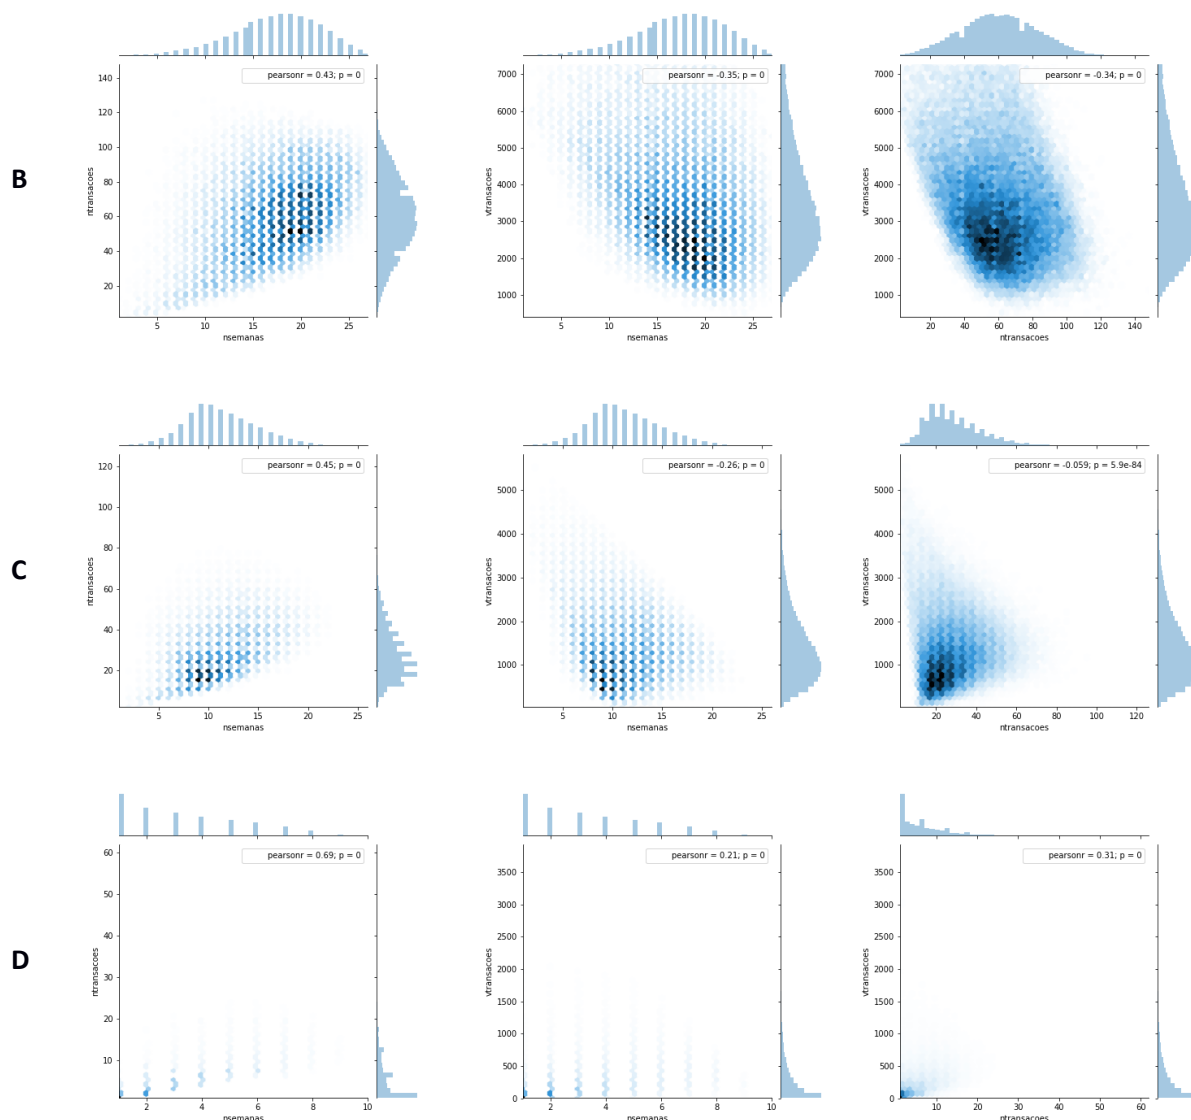 B
pearsonr = 0.43; p = 0
140
120
100
80
60
40
20
ntransacoes
5 10 15 20 25
nsemanas
pearsonr = -0.35; p = 0
7000
6000
5000
4000
3000
2000
1000
vtransacoes
5 10 15 20 25
nsemanas
pearsonr = -0.34; p = 0
7000
6000
5000
4000
3000
2000
1000
vtransacoes
20 40 60 80 100 120 140
ntransacoes
C
pearsonr = 0.45; p = 0
120
100
80
60
40
20
ntransacoes
5 10 15 20 25
nsemanas
pearsonr = -0.26; p = 0
5000
4000
3000
2000
1000
vtransacoes
5 10 15 20 25
nsemanas
pearsonr = -0.059; p = 5.9e-84
5000
4000
3000
2000
1000
vtransacoes
20 40 60 80 100 120
ntransacoes
D
pearsonr = 0.69; p = 0
60
50
40
30
20
10
ntransacoes
2 4 6 8 10
nsemanas
pearsonr = 0.21; p = 0
3500
3000
2500
2000
1500
1000
500
0
vtransacoes
2 4 6 8 10
nsemanas
pearsonr = 0.31; p = 0
3500
3000
2500
2000
1500
1000
500
0
vtransacoes
10 20 30 40 50 60
ntransacoes